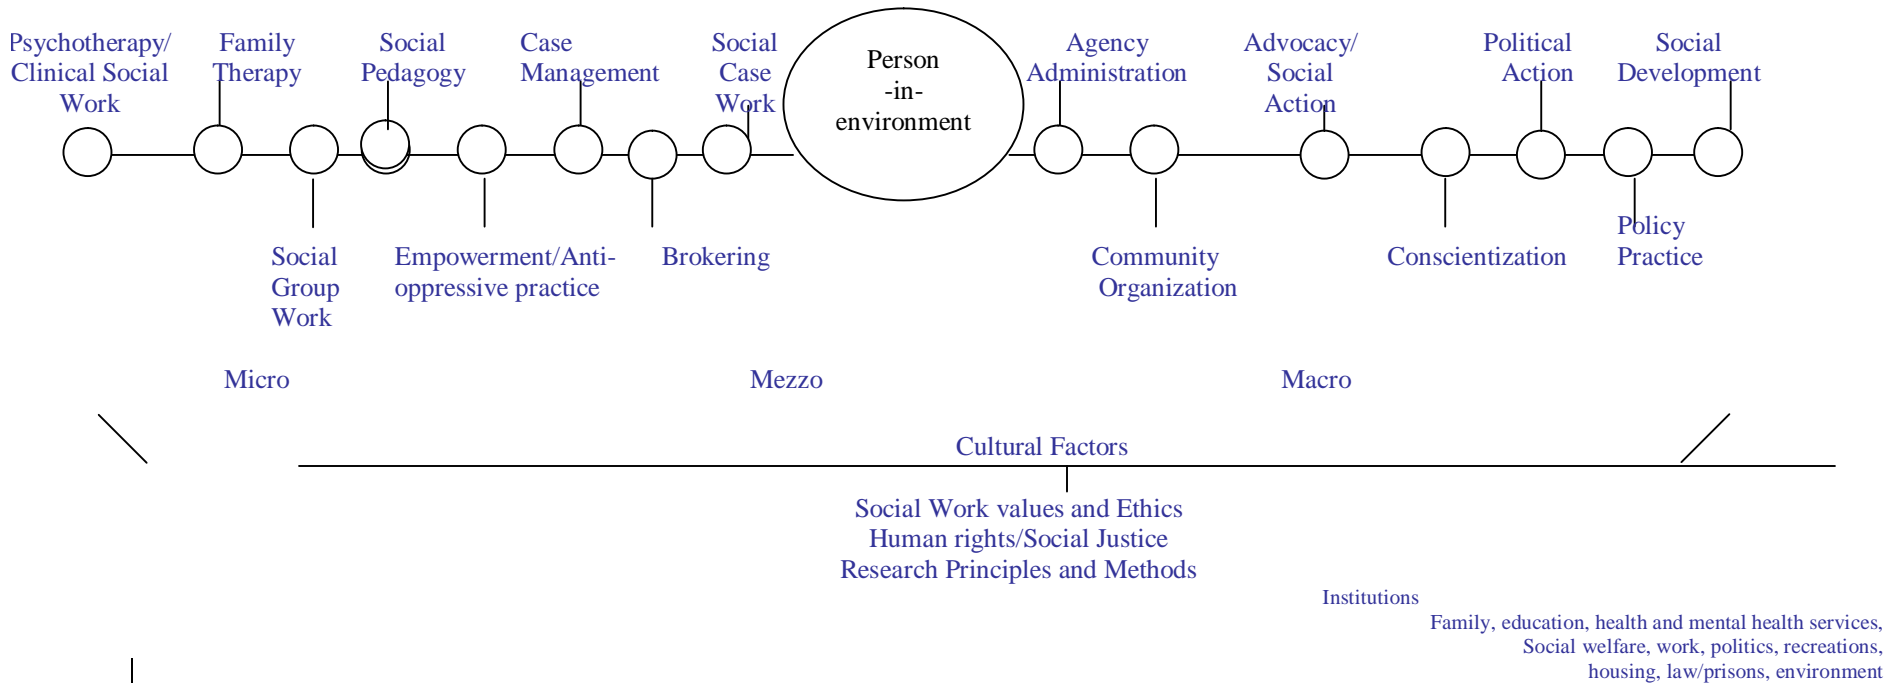 Psychotherapy/
Clinical Social
Work
Family
Therapy
Social
Pedagogy
Case
Management
Social
Case
Work
Person
-in-
environment
Agency
Administration
Advocacy/
Social
Action
Political
Action
Social
Development
Social
Group
Work
Empowerment/Anti-
oppressive practice
Brokering
Community
Organization
Conscientization
Policy
Practice
Micro
Mezzo
Macro
Cultural Factors
Social Work values and Ethics
Human rights/Social Justice
Research Principles and Methods
Institutions
Family, education, health and mental health services,
Social welfare, work, politics, recreations,
housing, law/prisons, environment